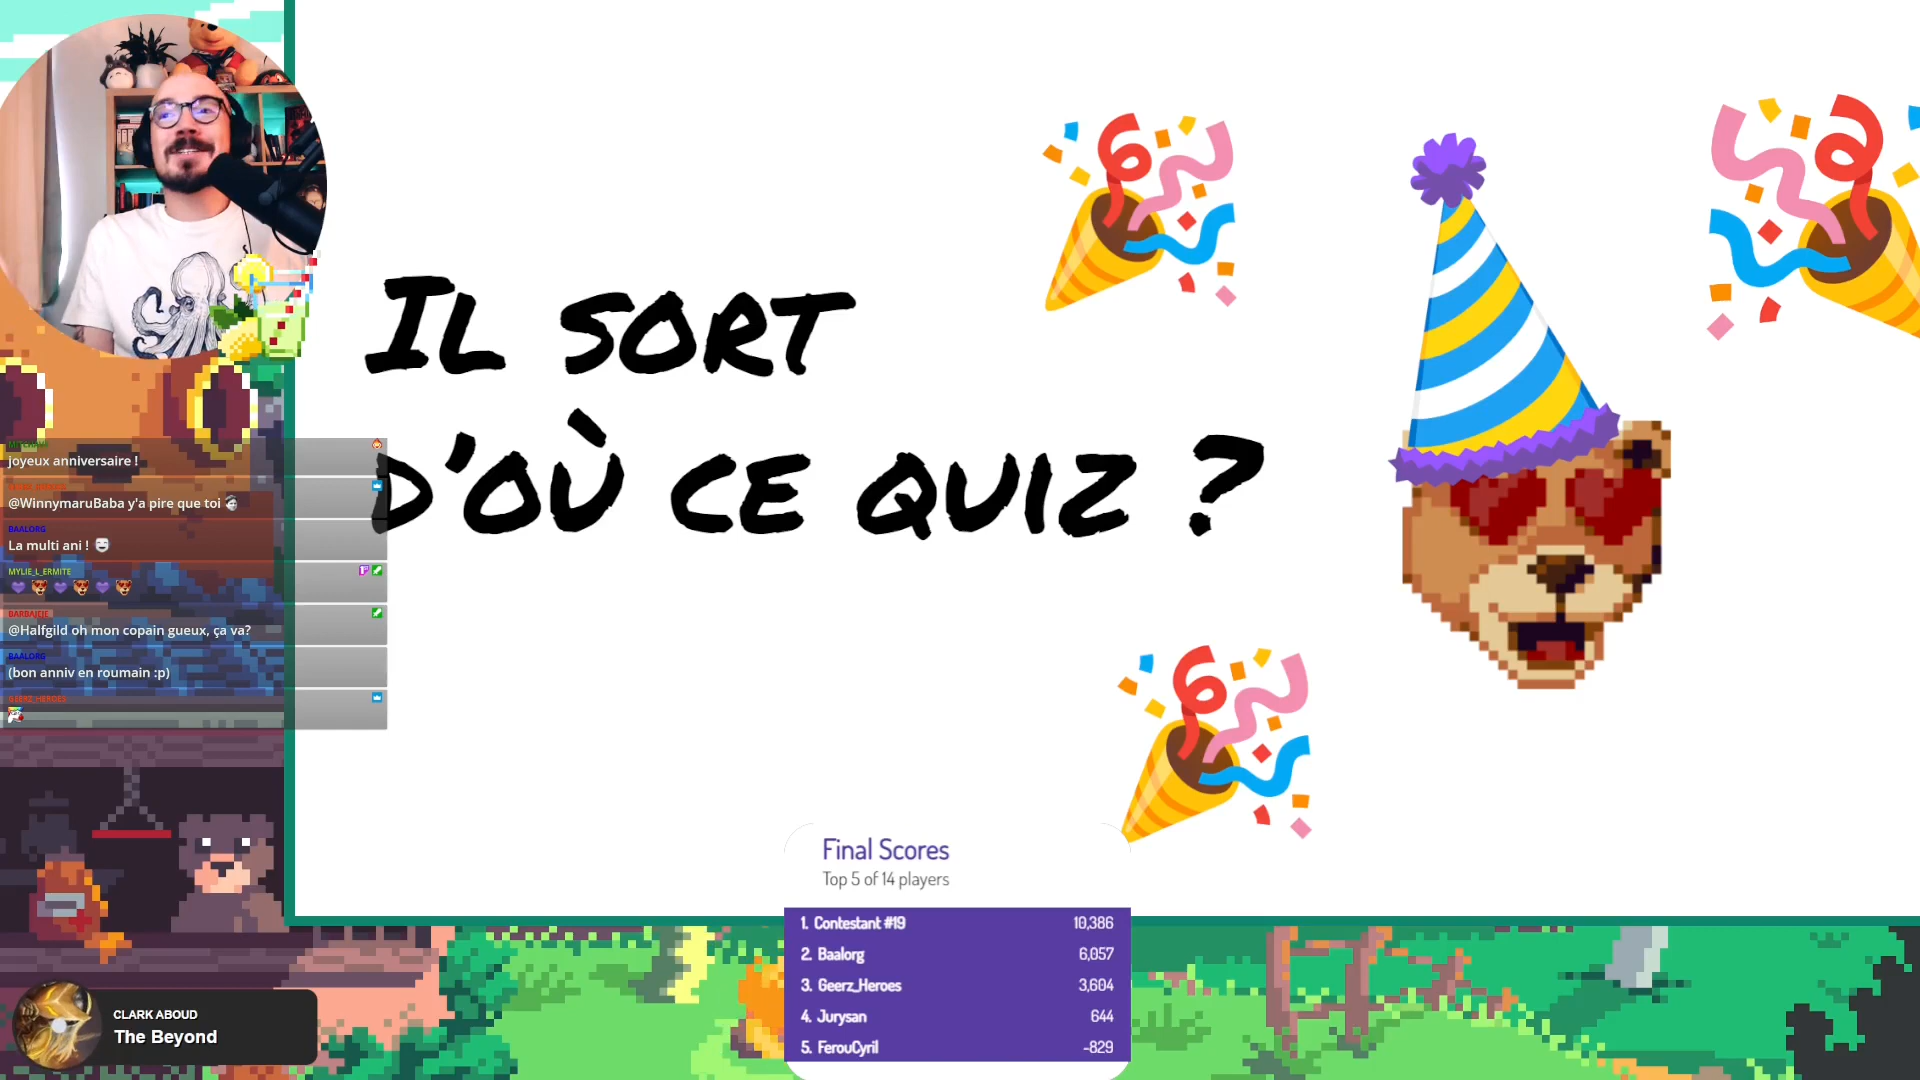 IL SORT
D'OÙ CE QUIZ ?
joyeux anniversaire !
@WinnymaruBaba y'a pire que toi
BAALORG
La multi ani !
MYLIE_L_ERMITE
BARBAJEJE
@Halfgild oh mon copain gueux, ça va?
BAALORG
(bon anniv en roumain :p)
GEERZ_HEROES
Final Scores
Top 5 of 14 players
1. Contestant #19 10,386
2. Baalorg 6,057
3. Geerz_Heroes 3,604
4. Jurysan 644
5. FerouCyril -829
CLARK ABOUD
The Beyond